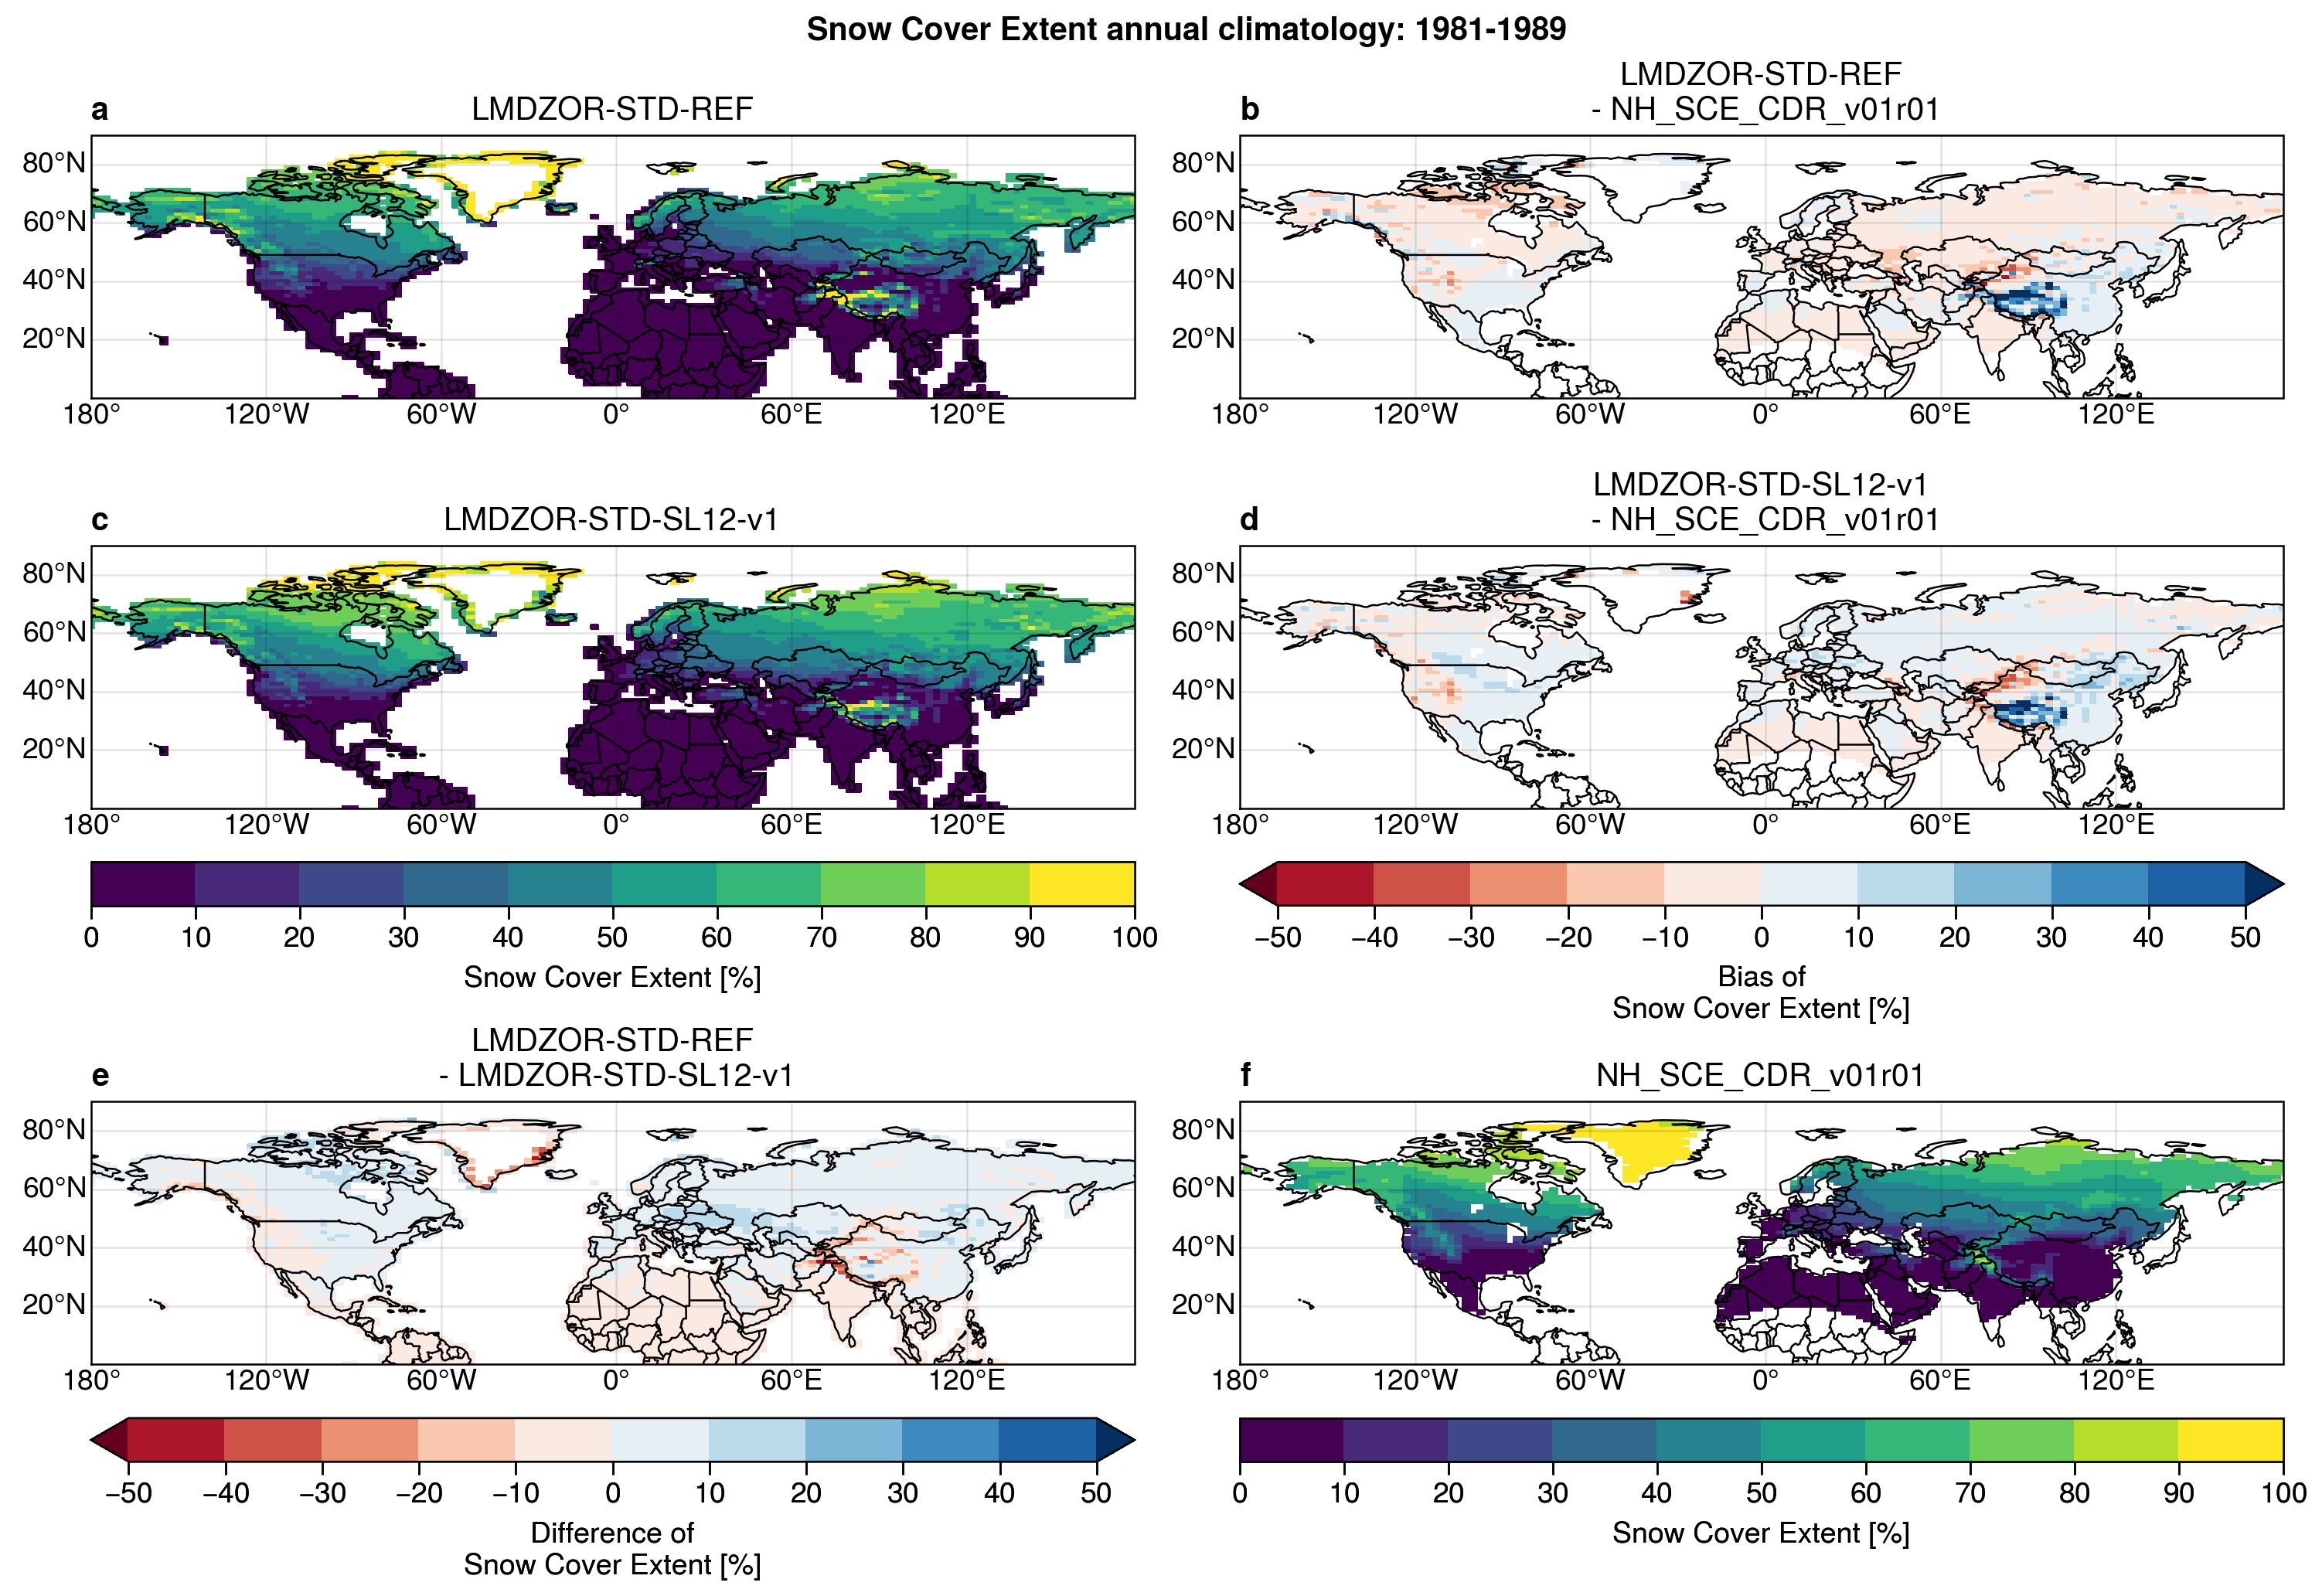 Snow Cover Extent annual climatology: 1981-1989
a
LMDZOR-STD-REF
80°N
60°N
40°N
20°N
180°
120°W
60°W
0°
60°E
120°E
b
LMDZOR-STD-REF
- NH_SCE_CDR_v01r01
80°N
60°N
40°N
20°N
180°
120°W
60°W
0°
60°E
120°E
c
LMDZOR-STD-SL12-v1
80°N
60°N
40°N
20°N
180°
120°W
60°W
0°
60°E
120°E
0 10 20 30 40 50 60 70 80 90 100
Snow Cover Extent [%]
d
LMDZOR-STD-SL12-v1
- NH_SCE_CDR_v01r01
80°N
60°N
40°N
20°N
180°
120°W
60°W
0°
60°E
120°E
−50 −40 −30 −20 −10 0 10 20 30 40 50
Bias of
Snow Cover Extent [%]
e
LMDZOR-STD-REF
- LMDZOR-STD-SL12-v1
80°N
60°N
40°N
20°N
180°
120°W
60°W
0°
60°E
120°E
−50 −40 −30 −20 −10 0 10 20 30 40 50
Difference of
Snow Cover Extent [%]
f
NH_SCE_CDR_v01r01
80°N
60°N
40°N
20°N
180°
120°W
60°W
0°
60°E
120°E
0 10 20 30 40 50 60 70 80 90 100
Snow Cover Extent [%]